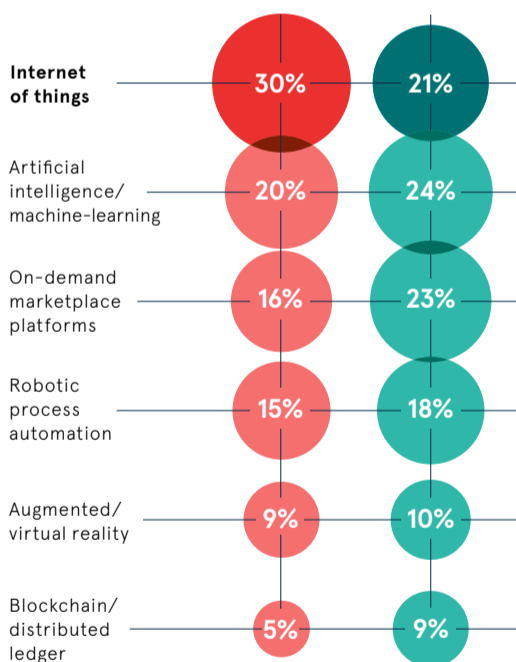 Internet
of things
30%
21%
Artificial
intelligence/
machine-learning
20%
24%
On-demand
marketplace
platforms
16%
23%
Robotic
process
automation
15%
18%
Augmented/
virtual reality
9%
10%
Blockchain/
distributed
ledger
5%
9%